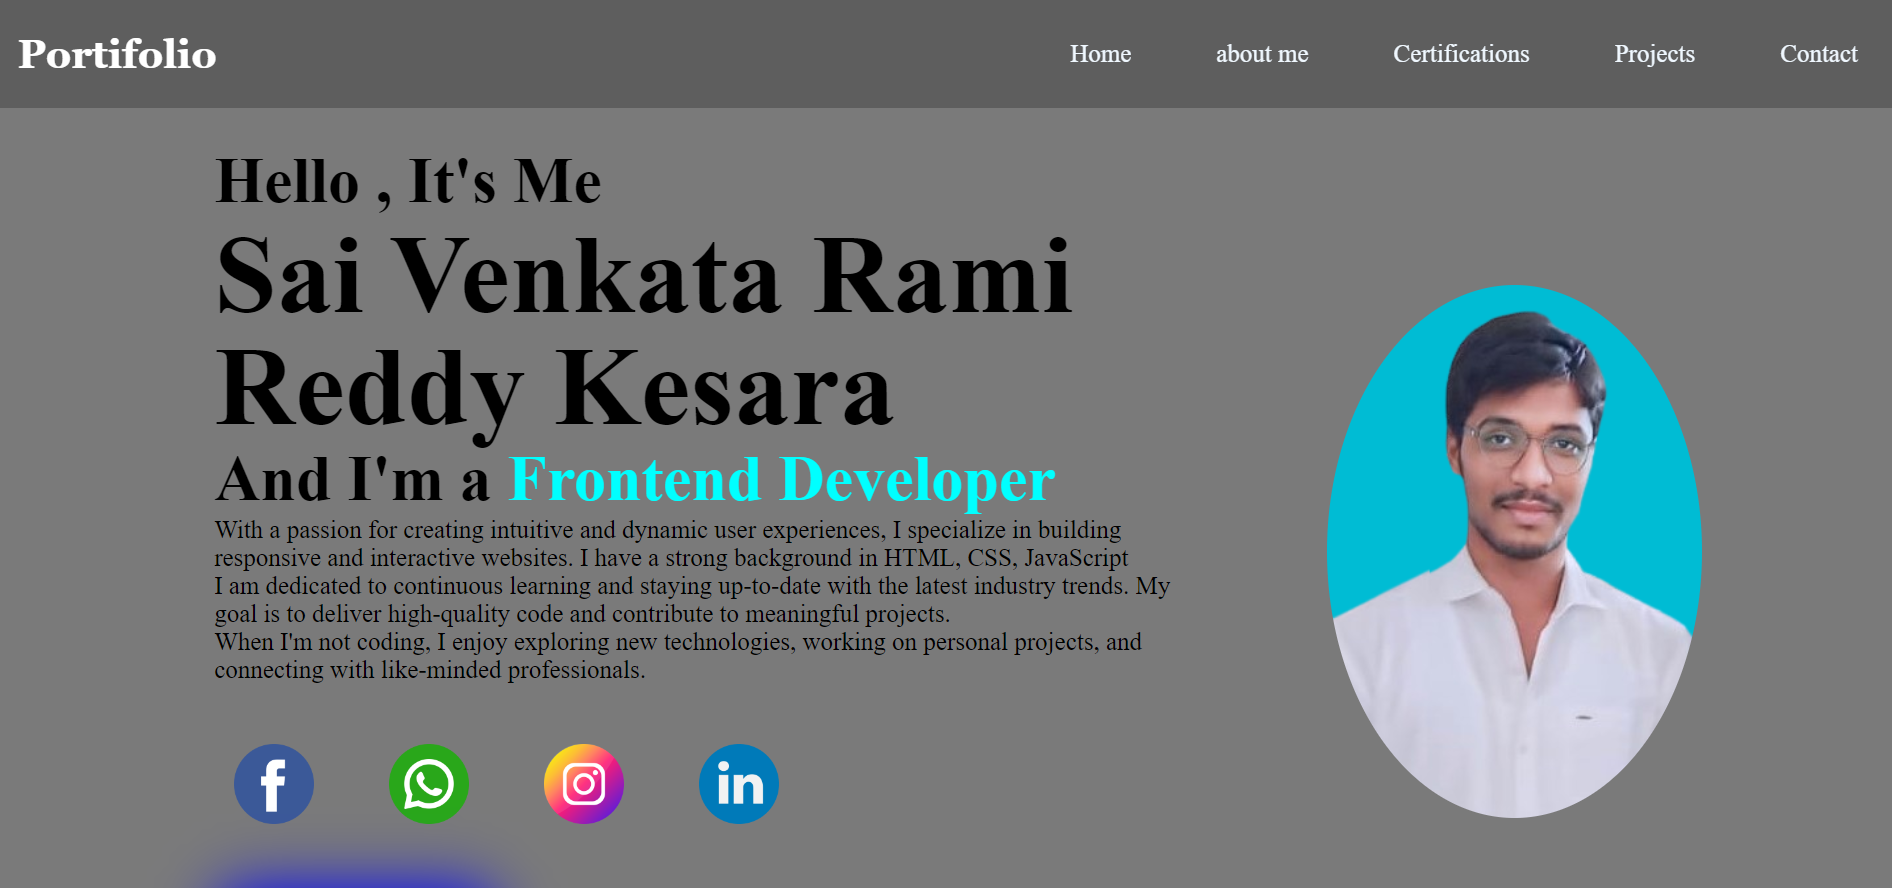 Portifolio
Home about me Certifications Projects Contact
Hello , It's Me
Sai Venkata Rami
Reddy Kesara
And I'm a Frontend Developer
With a passion for creating intuitive and dynamic user experiences, I specialize in building
responsive and interactive websites. I have a strong background in HTML, CSS, JavaScript
I am dedicated to continuous learning and staying up-to-date with the latest industry trends. My
goal is to deliver high-quality code and contribute to meaningful projects.
When I'm not coding, I enjoy exploring new technologies, working on personal projects, and
connecting with like-minded professionals.
f
in